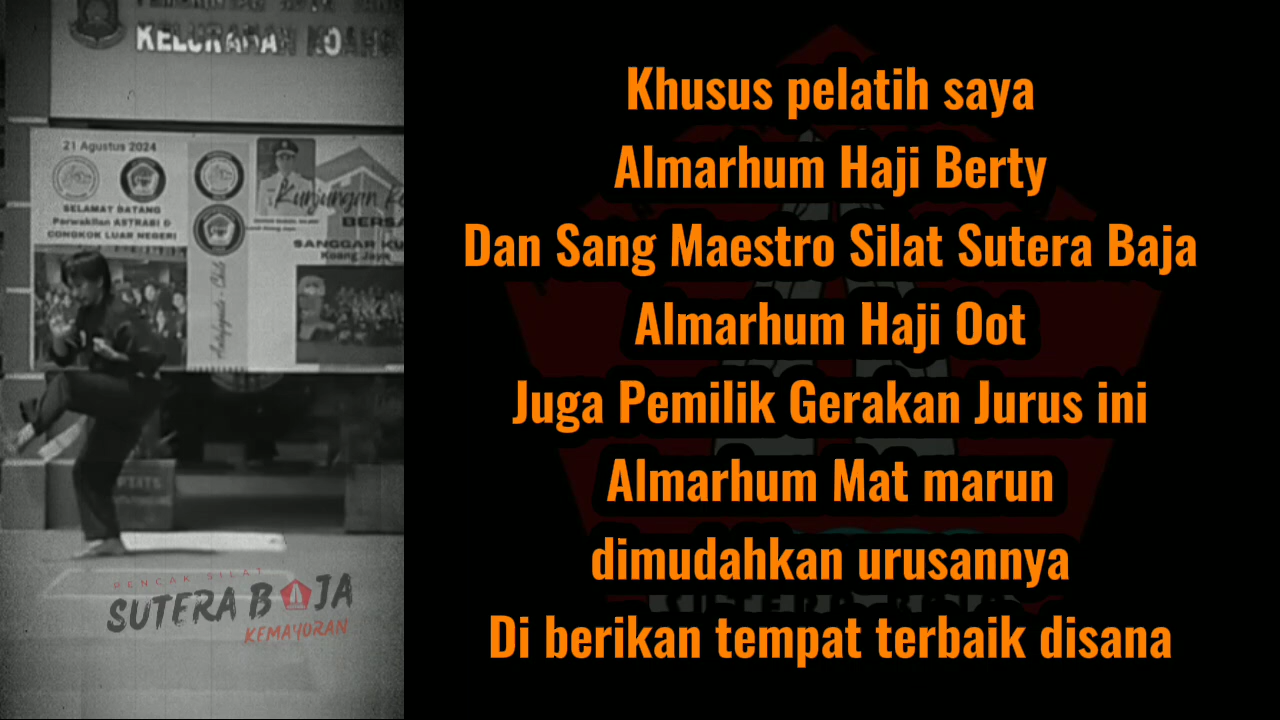 KELURAHAN KOANG
21 Agustus 2024
SELAMAT DATANG
Perwakilan ASTRABI &
CONGKOK LUAR NEGERI
Kunjungan
BERSA
SANGGAR KU
Koang Jaya
PENCAK SILAT
SUTERA BAJA
KEMAYORAN
Khusus pelatih saya
Almarhum Haji Berty
Dan Sang Maestro Silat Sutera Baja
Almarhum Haji Oot
Juga Pemilik Gerakan Jurus ini
Almarhum Mat marun
dimudahkan urusannya
Di berikan tempat terbaik disana